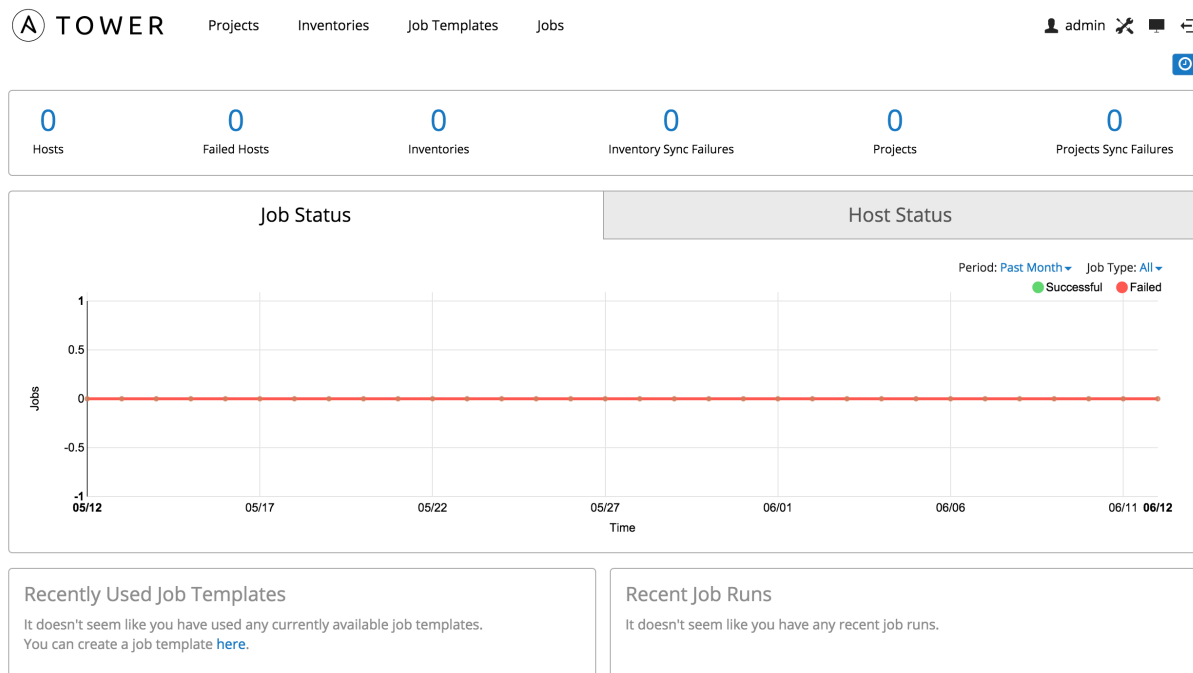 A TOWER Projects Inventories Job Templates Jobs admin
0 0 0 0 0 0
Hosts Failed Hosts Inventories Inventory Sync Failures Projects Projects Sync Failures
Job Status Host Status
Period: Past Month Job Type: All
Successful Failed
1
0.5
0
-0.5
-1
Jobs
05/12 05/17 05/22 05/27 06/01 06/06 06/11 06/12
Time
Recently Used Job Templates
It doesn't seem like you have used any currently available job templates.
You can create a job template here.
Recent Job Runs
It doesn't seem like you have any recent job runs.